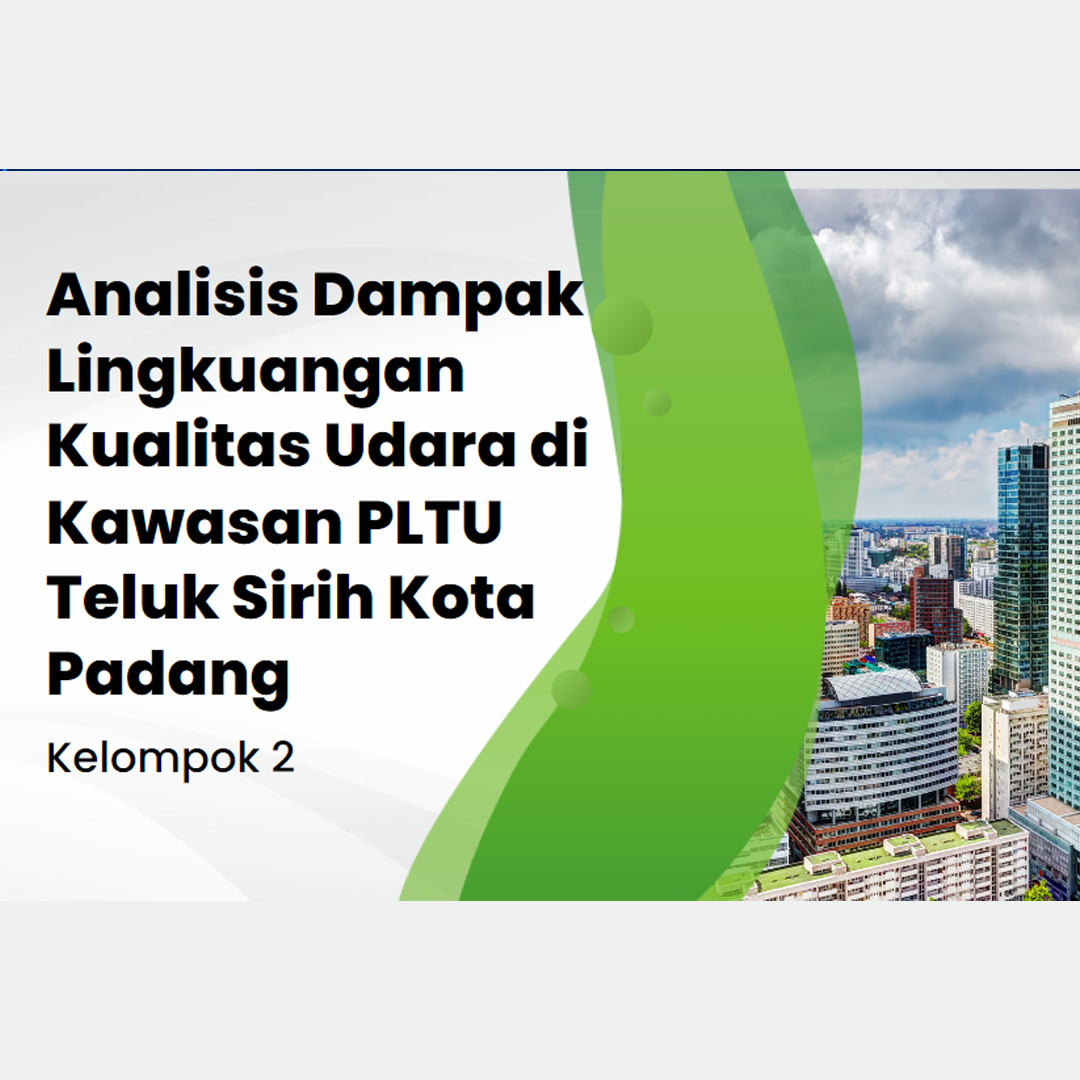 Analisis Dampak
Lingkuangan
Kualitas Udara di
Kawasan PLTU
Teluk Sirih Kota
Padang
Kelompok 2